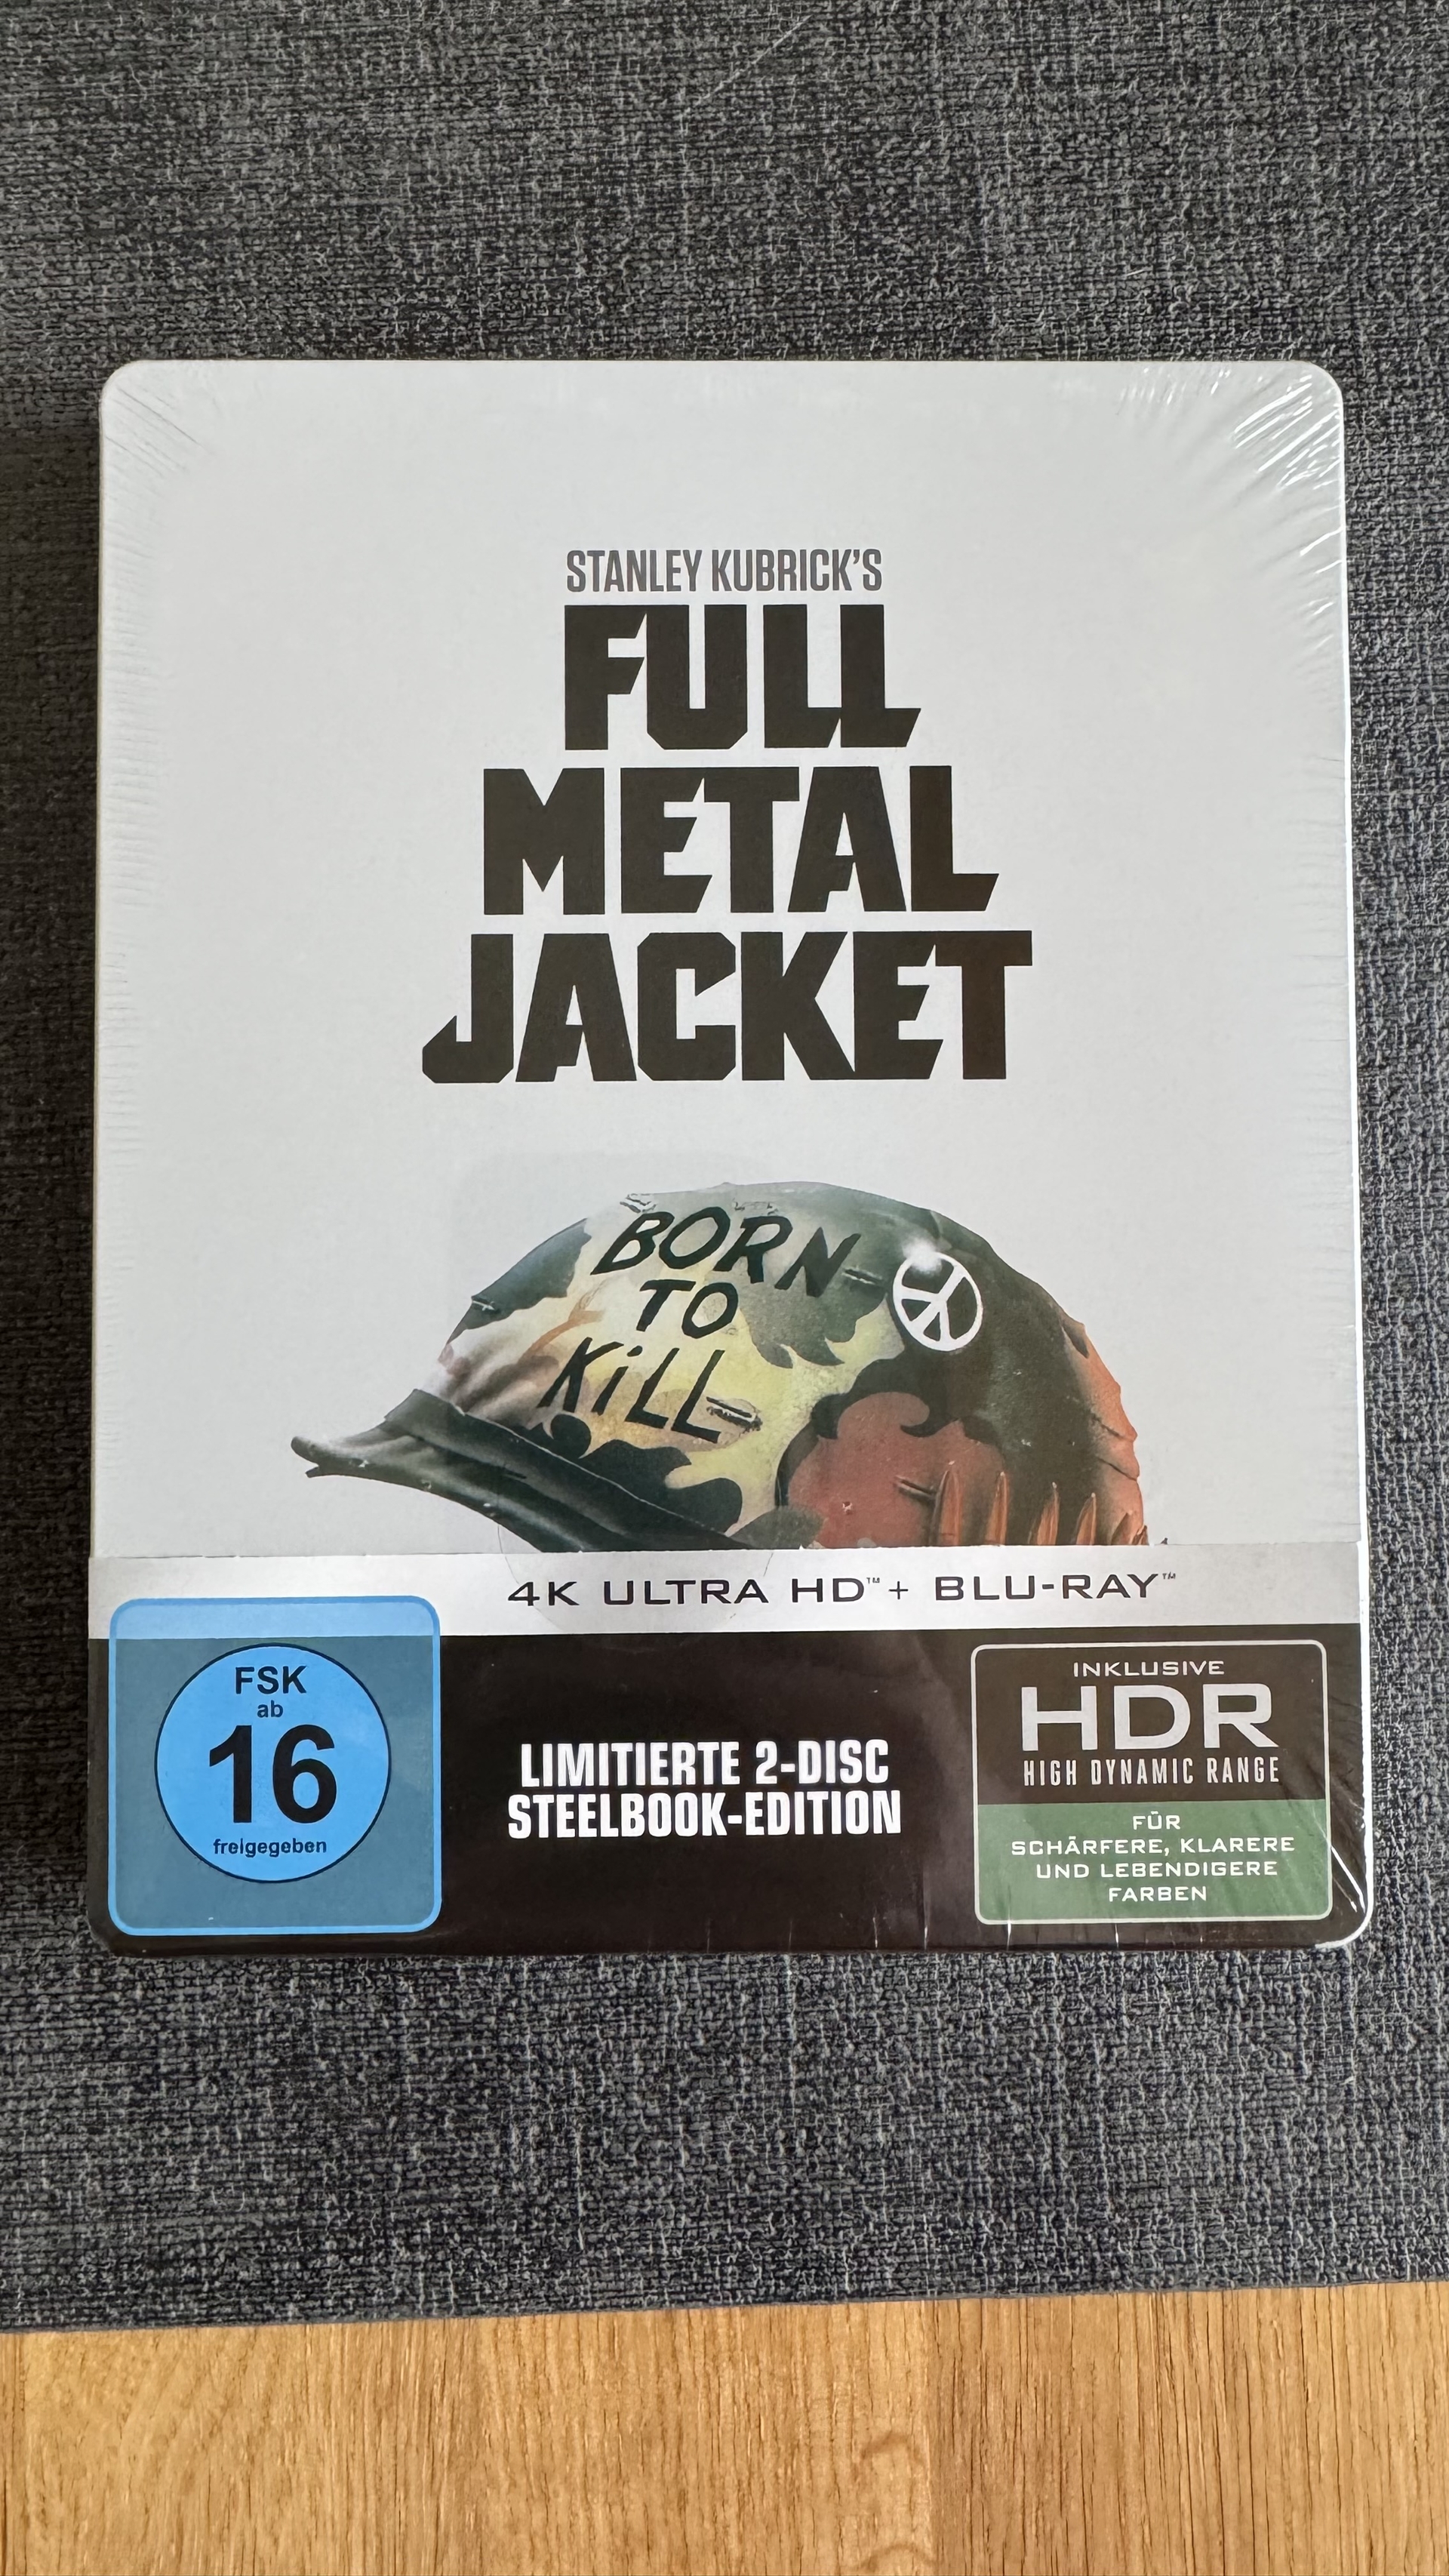 STANLEY KUBRICK'S
FULL
METAL
JACKET
BORN
TO
KiLL
4K ULTRA HD™ + BLU-RAY™
FSK
ab
16
freigegeben
LIMITIERTE 2-DISC
STEELBOOK-EDITION
INKLUSIVE
HDR
HIGH DYNAMIC RANGE
FÜR
SCHÄRFERE, KLARERE
UND LEBENDIGERE
FARBEN